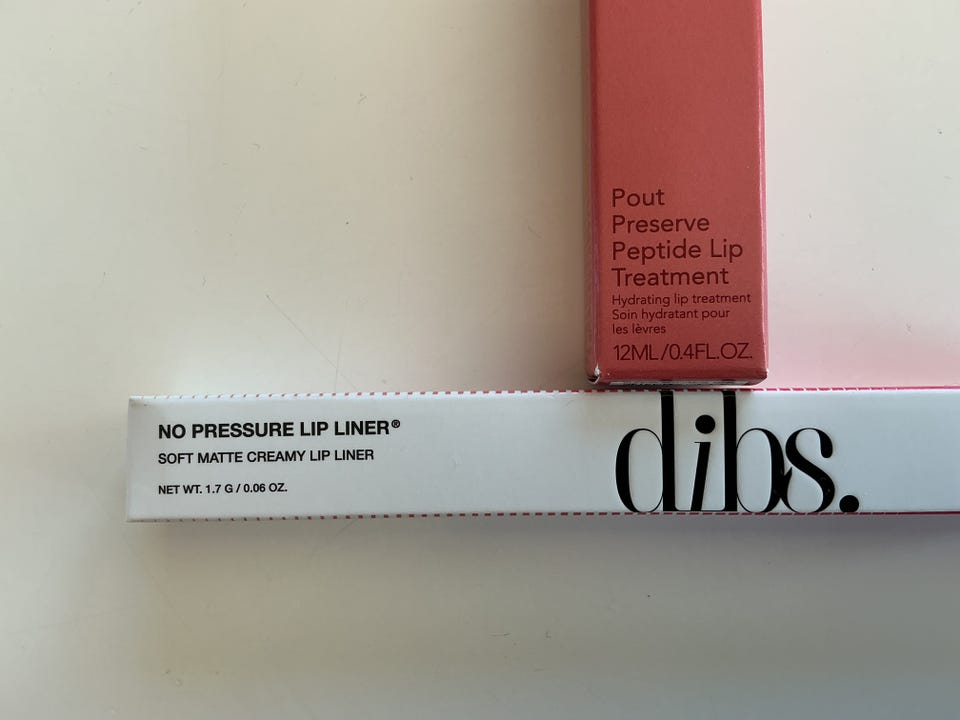 Pout
Preserve
Peptide Lip
Treatment
Hydrating lip treatment
Soin hydratant pour
les lèvres
12ML/0.4FL.OZ.
NO PRESSURE LIP LINER®
SOFT MATTE CREAMY LIP LINER
NET WT. 1.7 G / 0.06 OZ.
dibs.